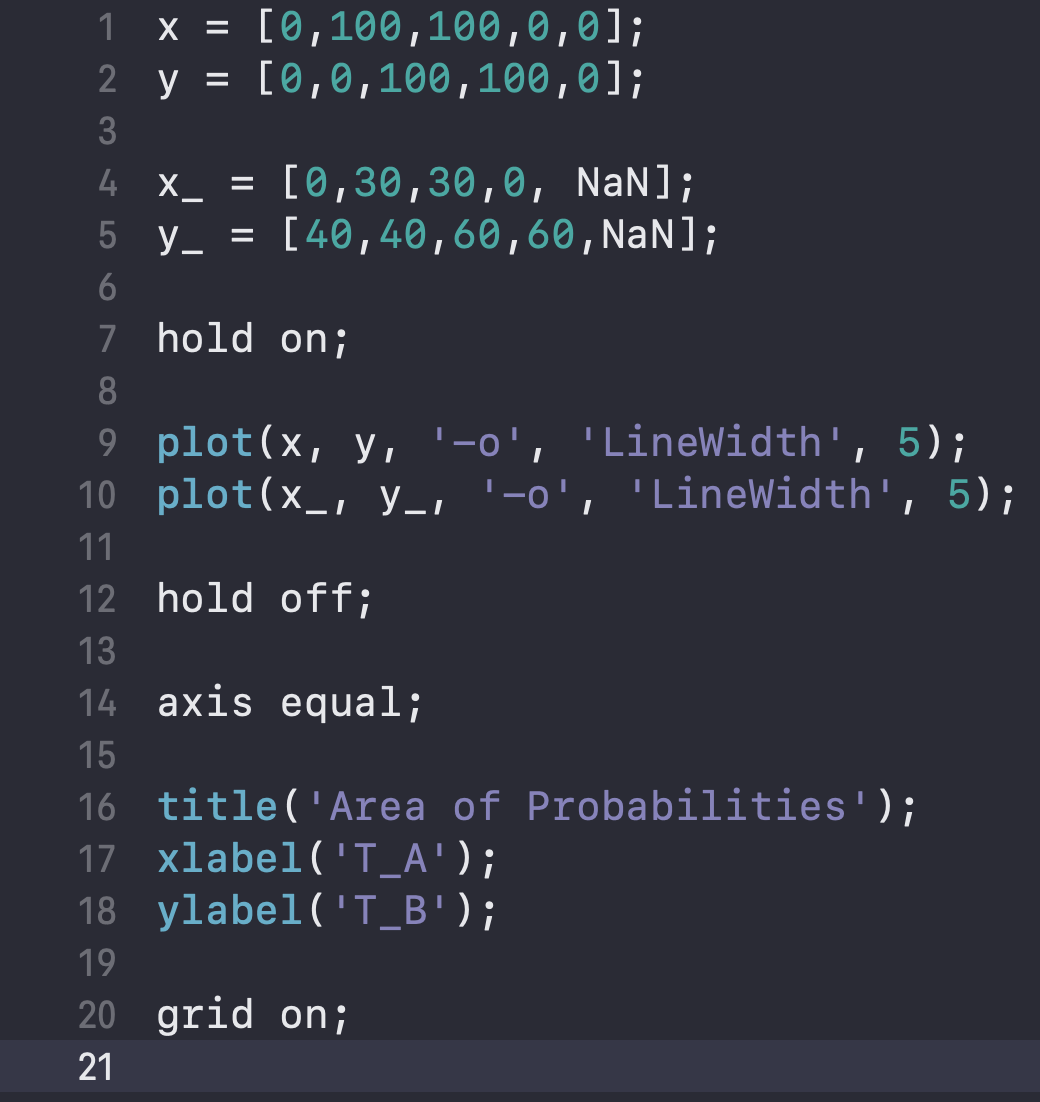 1 x = [0,100,100,0,0];
2 y = [0,0,100,100,0];
3
4 x_ = [0,30,30,0, NaN];
5 y_ = [40,40,60,60,NaN];
6
7 hold on;
8
9 plot(x, y, '-o', 'LineWidth', 5);
10 plot(x_, y_, '-o', 'LineWidth', 5);
11
12 hold off;
13
14 axis equal;
15
16 title('Area of Probabilities');
17 xlabel('T_A');
18 ylabel('T_B');
19
20 grid on;
21